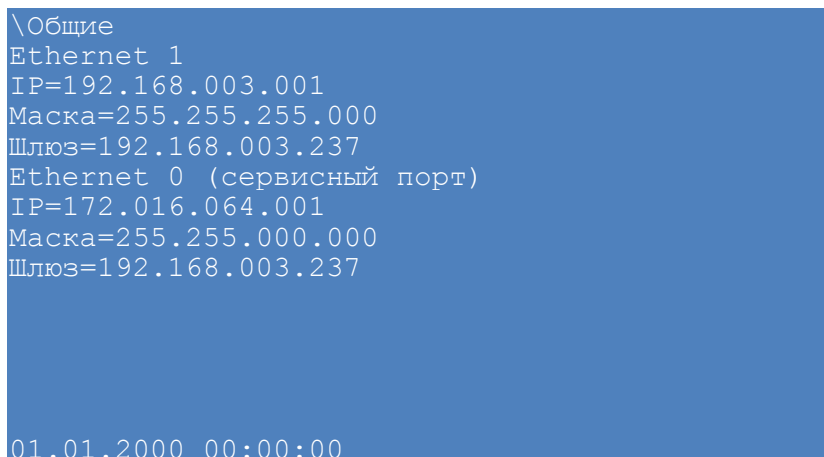 \Общие
Ethernet 1
IP=192.168.003.001
Маска=255.255.255.000
Шлюз=192.168.003.237
Ethernet 0 (сервисный порт)
IP=172.016.064.001
Маска=255.255.000.000
Шлюз=192.168.003.237
01.01.2000 00:00:00